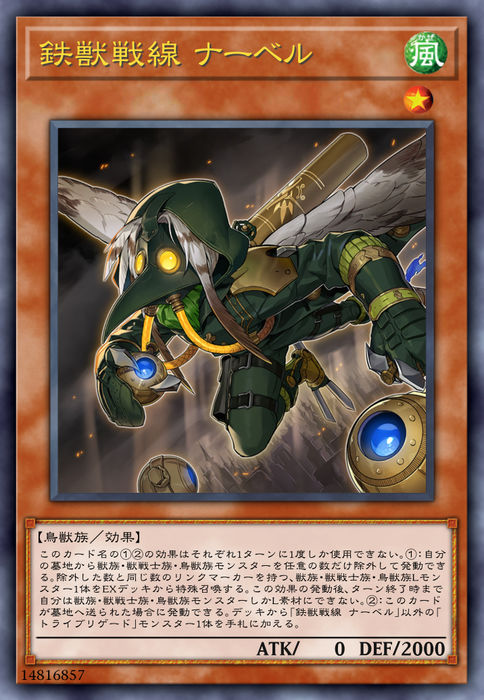 鉄獣戦線 ナーベル
かぜ
風
【鳥獣族／効果】
このカード名の①②の効果はそれぞれ1ターンに1度しか使用できない。①:自分
の墓地から獣族・獣戦士族・鳥獣族モンスターを任意の数だけ除外して発動でき
る。除外した数と同じ数のリンクマーカーを持つ、獣族・獣戦士族・鳥獣族Lモン
スター1体をEXデッキから特殊召喚する。この効果の発動後、ターン終了時まで
自分は獣族・獣戦士族・鳥獣族モンスターしかL素材にできない。②:このカード
が墓地へ送られた場合に発動できる。デッキから「鉄獣戦線 ナーベル」以外の「
トライブリゲード」モンスター1体を手札に加える。
ATK/ 0 DEF/2000
14816857